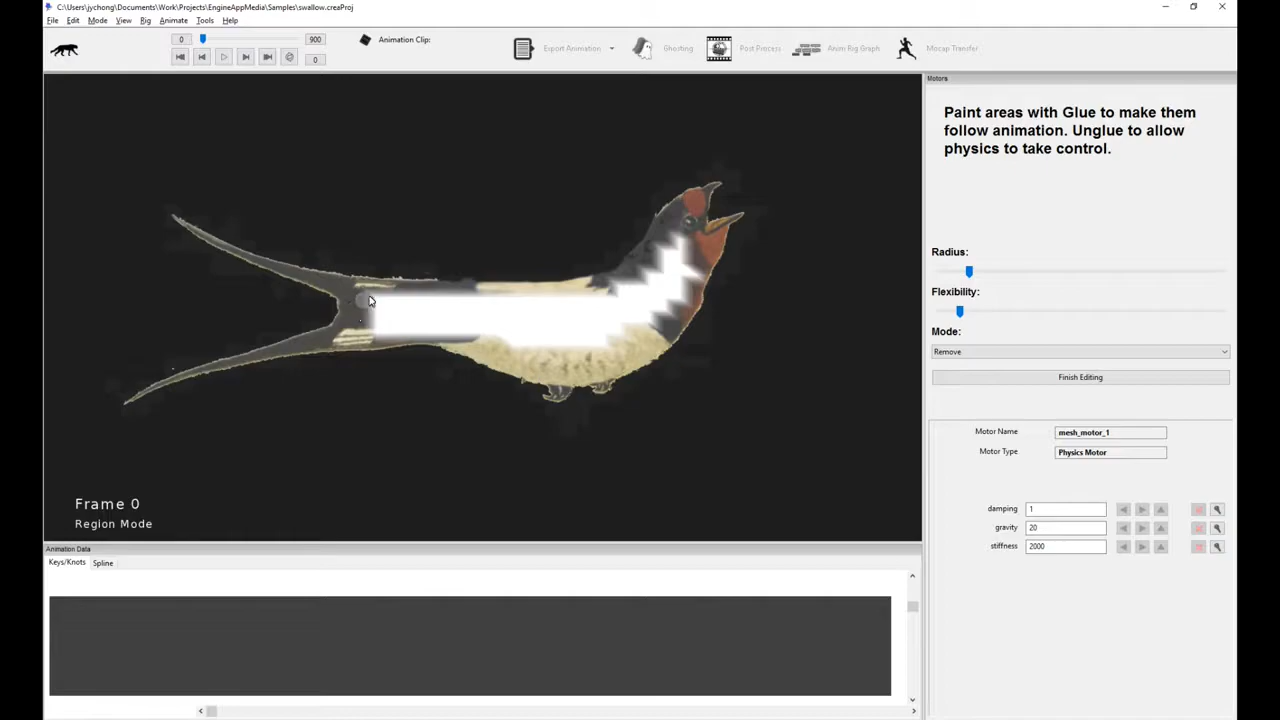 C:\Users\jychong\Documents\Work\Projects\EngineAppMedia\Samples\swallow.creaProj
File Edit Mode View Rig Animate Tools Help
0 900 Animation Clip: Export Animation Ghosting Post Process Anim Rig Graph Mocap Transfer
0
Motors
Paint areas with Glue to make them
follow animation. Unglue to allow
physics to take control.
Radius:
Flexibility:
Mode:
Remove
Finish Editing
Motor Name mesh_motor_1
Motor Type Physics Motor
damping 1
gravity 20
stiffness 2000
Frame 0
Region Mode
Animation Data
Keys/Knots Spline